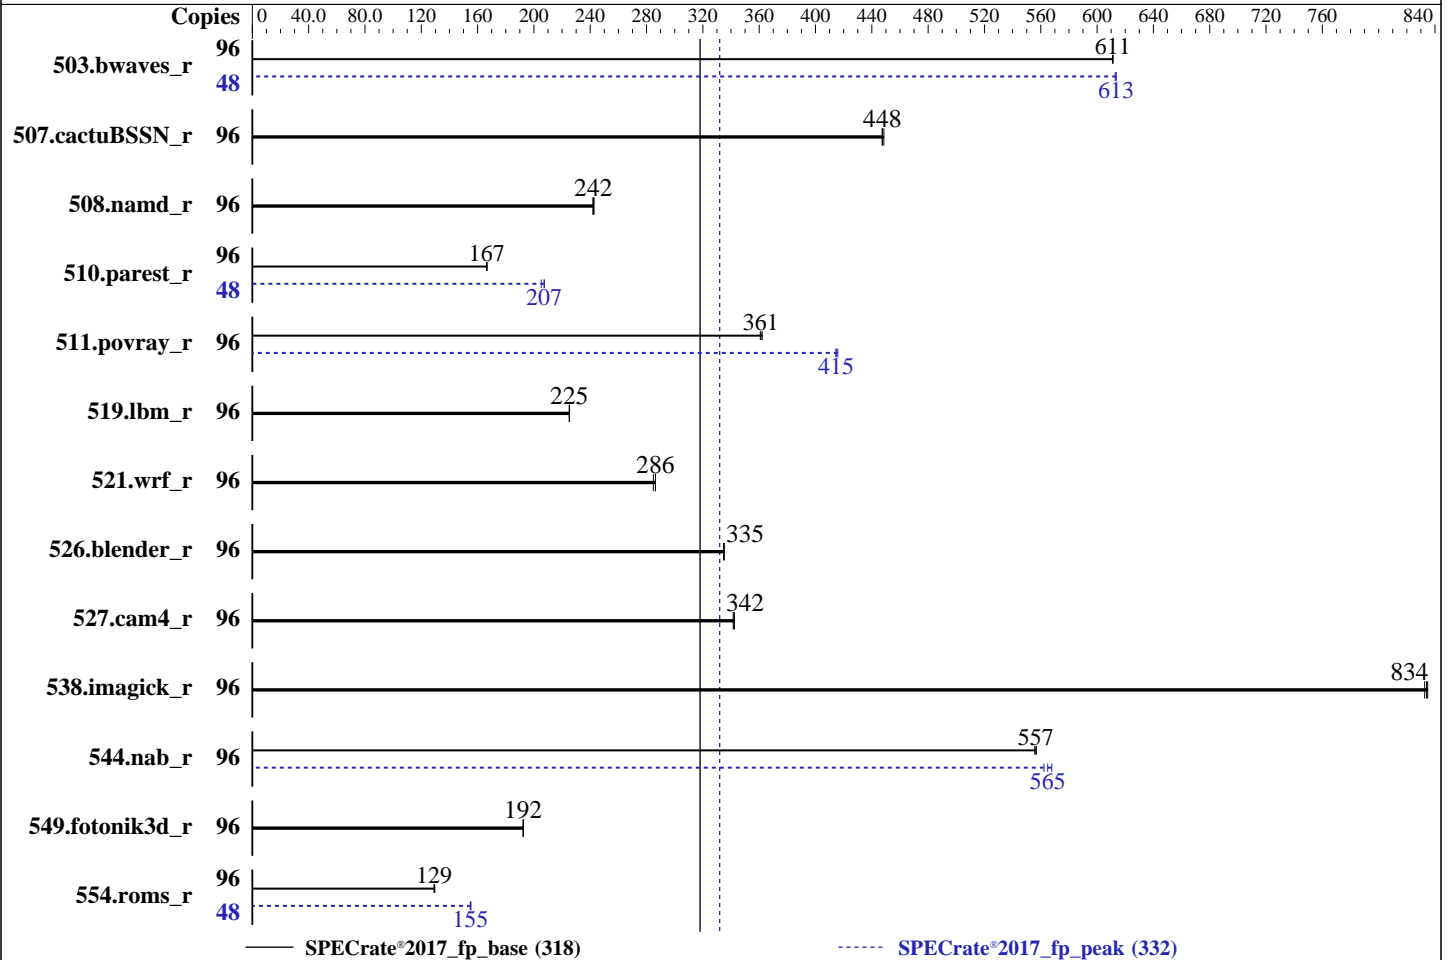 Copies 0 40.0 80.0 120 160 200 240 280 320 360 400 440 480 520 560 600 640 680 720 760 840
503.bwaves_r 96 611
48 613
507.cactuBSSN_r 96 448
508.namd_r 96 242
510.parest_r 96 167
48 207
511.povray_r 96 361
415
519.lbm_r 96 225
521.wrf_r 96 286
526.blender_r 96 335
527.cam4_r 96 342
538.imagick_r 96 834
544.nab_r 96 557
565
549.fotonik3d_r 96 192
554.roms_r 96 129
48 155
SPECrate®2017_fp_base (318) SPECrate®2017_fp_peak (332)